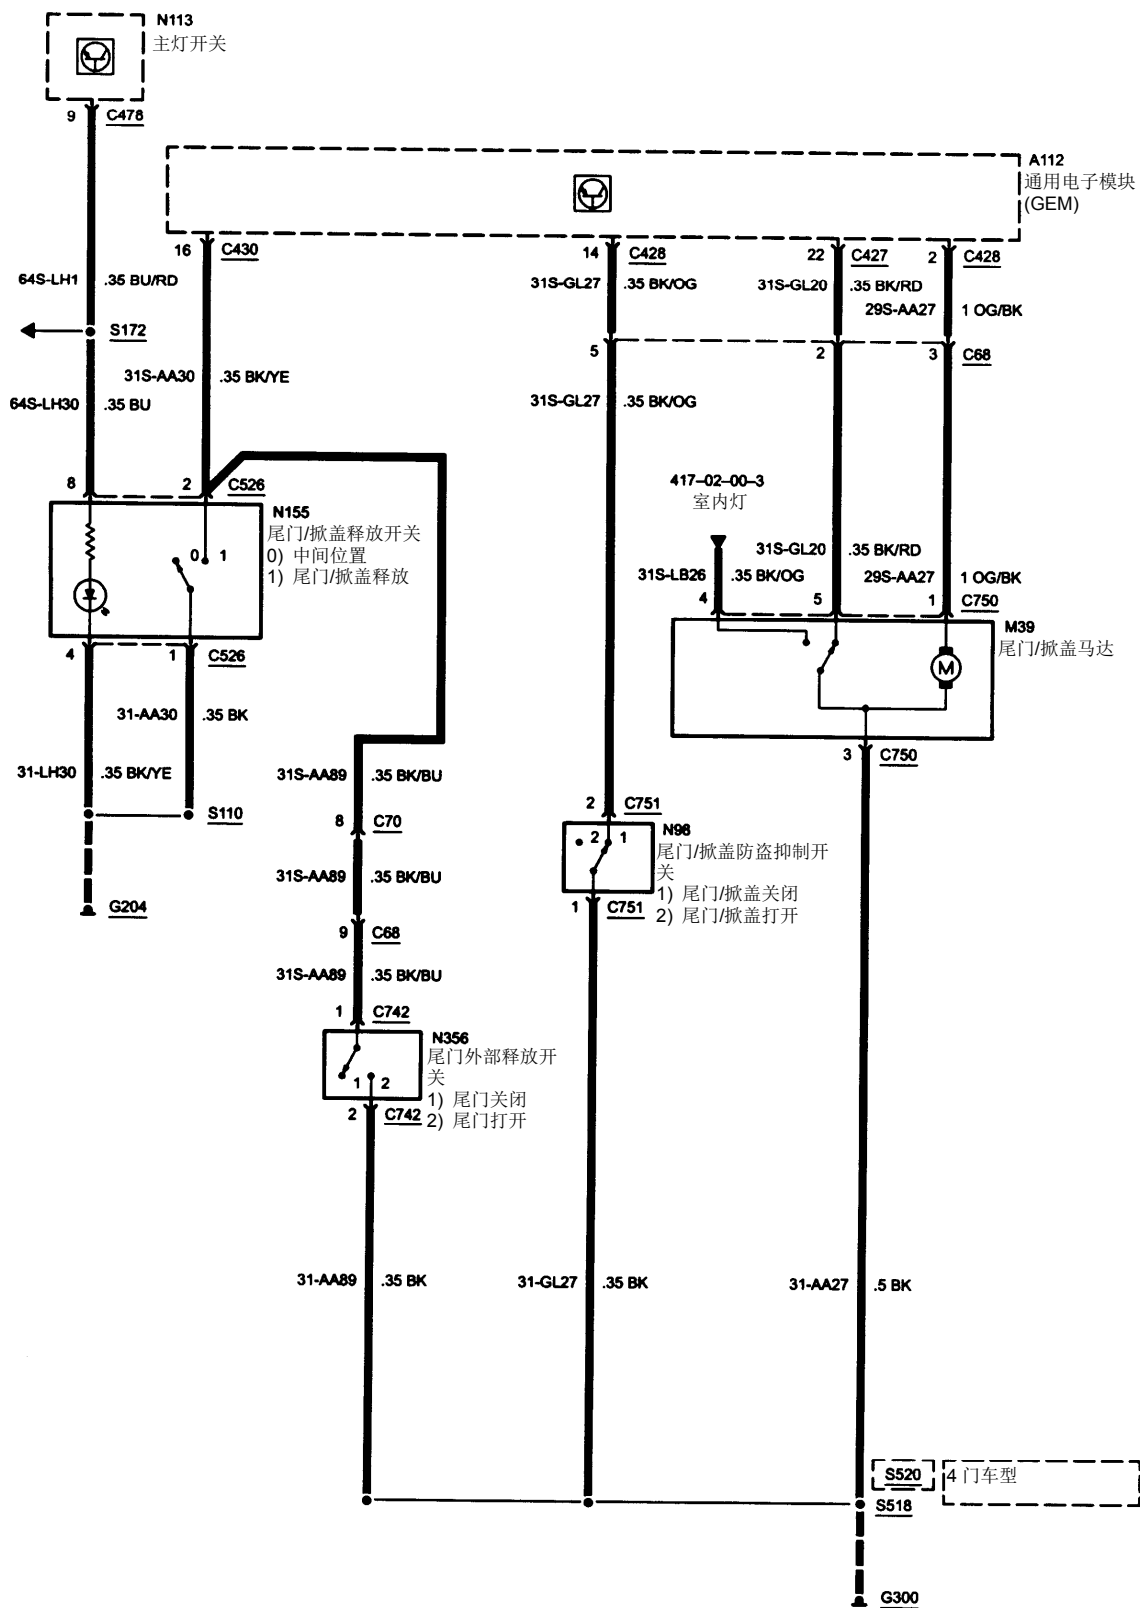 N113
主灯开关
9 C478
A112
通用电子模块
(GEM)
16 C430
14 C428
22 C427
2 C428
64S-LH1 .35 BU/RD
31S-GL27 .35 BK/OG
31S-GL20 .35 BK/RD
29S-AA27 1 OG/BK
S172
5
2
3 C68
31S-AA30 .35 BK/YE
64S-LH30 .35 BU
31S-GL27 .35 BK/OG
8
2 C526
417-02-00-3
室内灯
N155
尾门/掀盖释放开关
0) 中间位置
1) 尾门/掀盖释放
0 1
31S-GL20 .35 BK/RD
31S-LB26 .35 BK/OG
29S-AA27 1 OG/BK
4
5
1 C750
M39
尾门/掀盖马达
M
4
1 C526
31-AA30 .35 BK
3 C750
31-LH30 .35 BK/YE
31S-AA89 .35 BK/BU
S110
8 C70
2 C751
N98
尾门/掀盖防盗抑制开
关
1) 尾门/掀盖关闭
2) 尾门/掀盖打开
2 1
31S-AA89 .35 BK/BU
G204
1 C751
9 C68
31S-AA89 .35 BK/BU
1 C742
N356
尾门外部释放开
关
1) 尾门关闭
2) 尾门打开
1 2
2 C742
31-AA89 .35 BK
31-GL27 .35 BK
31-AA27 .5 BK
S520 4 门车型
S518
G300